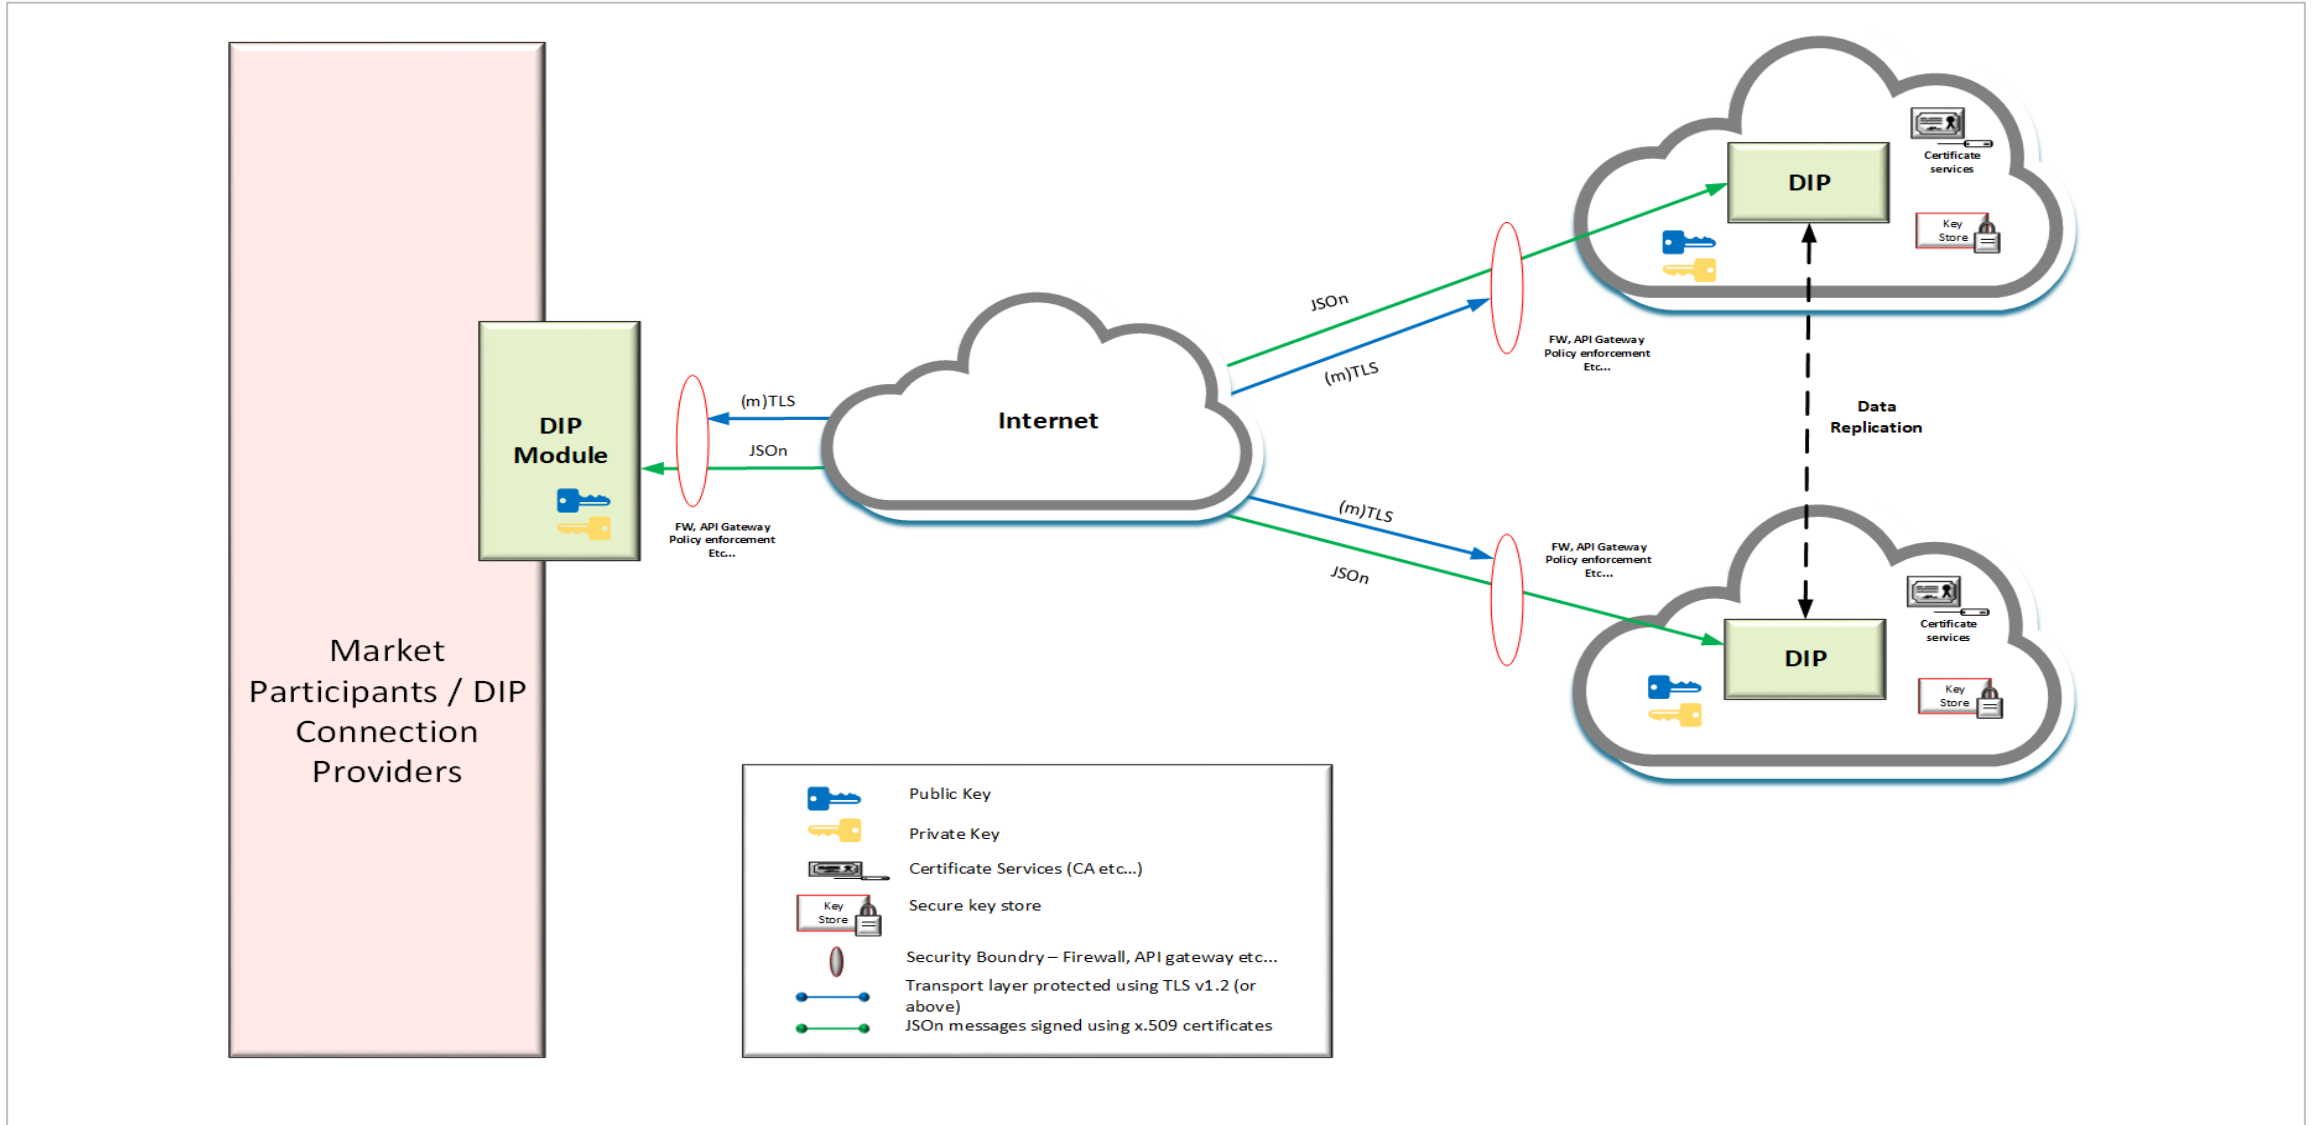 Certificate
services
DIP
Key
Store
JSOn
(m)TLS
FW, API Gateway
Policy enforcement
Etc...
Data
Replication
Internet
(m)TLS
JSOn
DIP
Module
FW, API Gateway
Policy enforcement
Etc...
(m)TLS
JSOn
FW, API Gateway
Policy enforcement
Etc...
Certificate
services
DIP
Key
Store
Market
Participants / DIP
Connection
Providers
Public Key
Private Key
Certificate Services (CA etc...)
Key
Store
Secure key store
Security Boundry – Firewall, API gateway etc...
Transport layer protected using TLS v1.2 (or
above)
JSOn messages signed using x.509 certificates